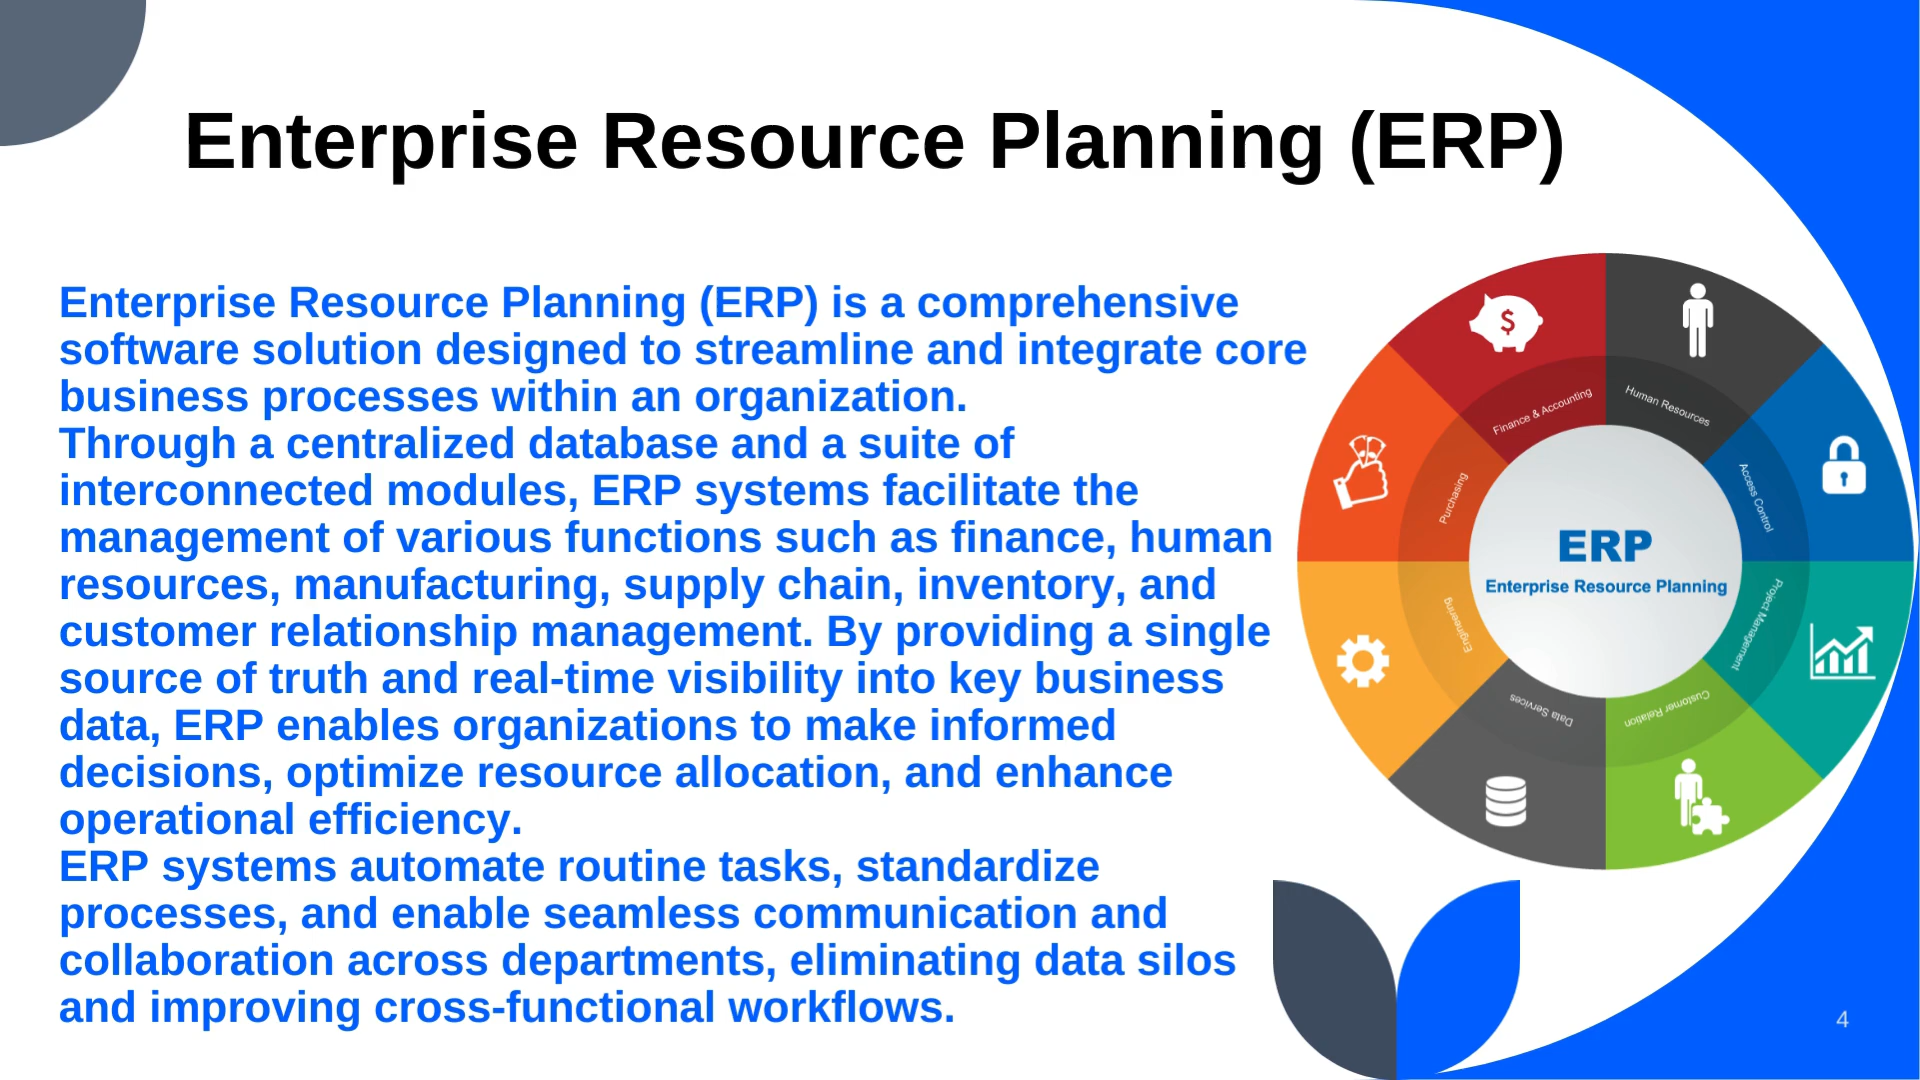 Enterprise Resource Planning (ERP)
Enterprise Resource Planning (ERP) is a comprehensive
software solution designed to streamline and integrate core
business processes within an organization.
Through a centralized database and a suite of
interconnected modules, ERP systems facilitate the
management of various functions such as finance, human
resources, manufacturing, supply chain, inventory, and
customer relationship management. By providing a single
source of truth and real-time visibility into key business
data, ERP enables organizations to make informed
decisions, optimize resource allocation, and enhance
operational efficiency.
ERP systems automate routine tasks, standardize
processes, and enable seamless communication and
collaboration across departments, eliminating data silos
and improving cross-functional workflows.
$
Finance & Accounting
Human Resources
Access Control
Project Management
Customer Relation
Data Services
Engineering
Purchasing
ERP
Enterprise Resource Planning
4